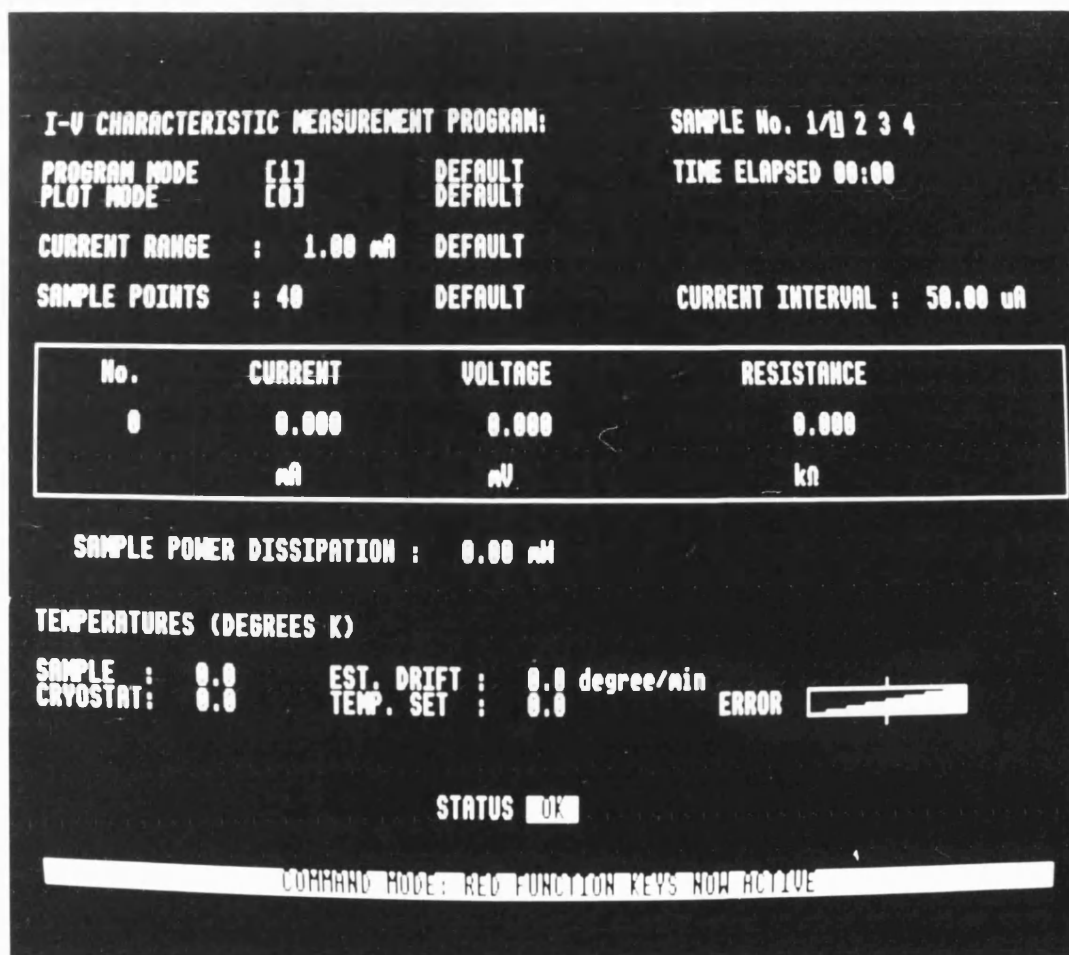 I-V CHARACTERISTIC MEASUREMENT PROGRAM: SAMPLE No. 1/1 2 3 4
PROGRAM MODE [1] DEFAULT TIME ELAPSED 00:00
PLOT MODE [0] DEFAULT
CURRENT RANGE : 1.00 mA DEFAULT
SAMPLE POINTS : 40 DEFAULT CURRENT INTERVAL : 50.00 uA
No. CURRENT VOLTAGE RESISTANCE
0 0.000 0.000 0.000
mA mV kΩ
SAMPLE POWER DISSIPATION : 0.00 mW
TEMPERATURES (DEGREES K)
SAMPLE : 0.0 EST. DRIFT : 0.0 degree/min
CRYOSTAT: 0.0 TEMP. SET : 0.0 ERROR
STATUS OK
COMMAND MODE: RED FUNCTION KEYS NOW ACTIVE